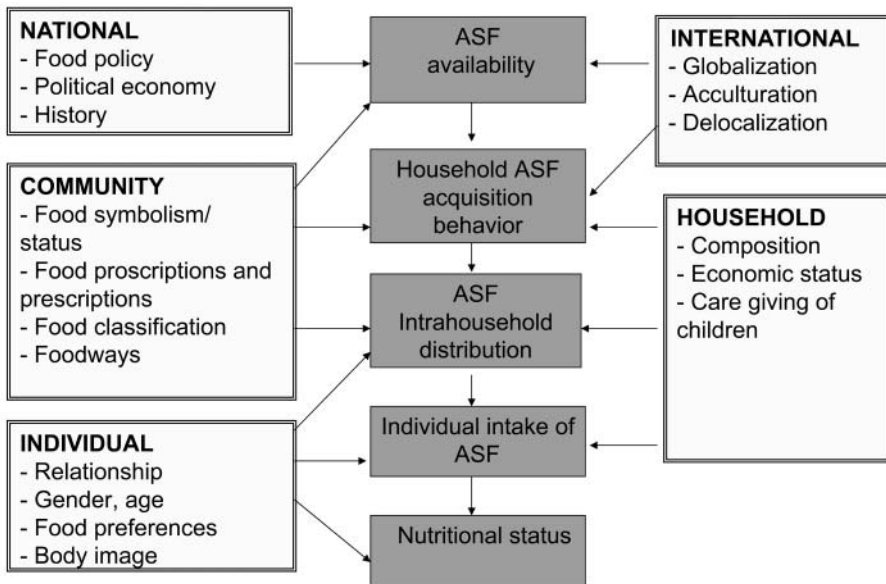 NATIONAL
- Food policy
- Political economy
- History
COMMUNITY
- Food symbolism/
status
- Food proscriptions and
prescriptions
- Food classification
- Foodways
INDIVIDUAL
- Relationship
- Gender, age
- Food preferences
- Body image
ASF
availability
Household ASF
acquisition
behavior
ASF
Intrahousehold
distribution
Individual intake of
ASF
Nutritional status
INTERNATIONAL
- Globalization
- Acculturation
- Delocalization
HOUSEHOLD
- Composition
- Economic status
- Care giving of
children